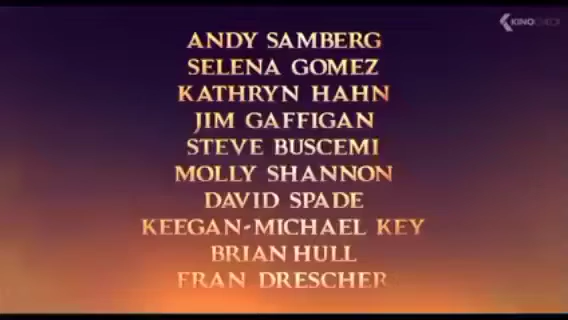 KINOCHECK
ANDY SAMBERG
SELENA GOMEZ
KATHRYN HAHN
JIM GAFFIGAN
STEVE BUSCEMI
MOLLY SHANNON
DAVID SPADE
KEEGAN-MICHAEL KEY
BRIAN HULL
FRAN DRESCHER